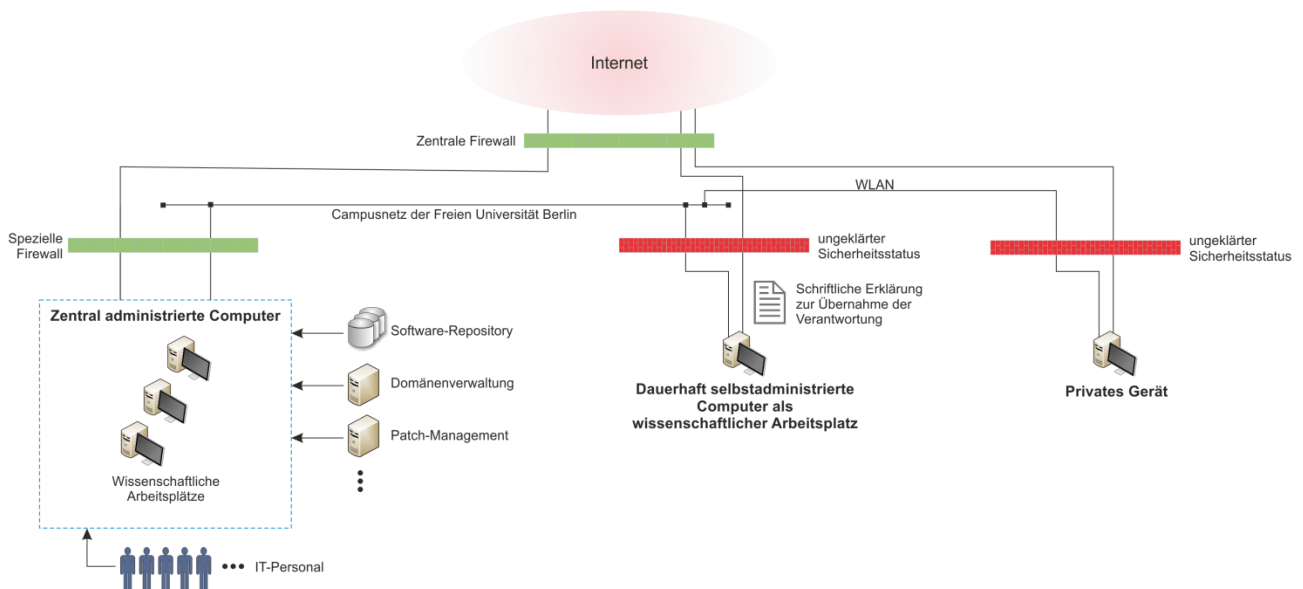 Internet
Zentrale Firewall
WLAN
Campusnetz der Freien Universität Berlin
Spezielle
Firewall
ungeklärter
Sicherheitsstatus
ungeklärter
Sicherheitsstatus
Zentral administrierte Computer
Schriftliche Erklärung
zur Übernahme der
Verantwortung
Software-Repository
Domänenverwaltung
Dauerhaft selbstadministrierte
Computer als
wissenschaftlicher Arbeitsplatz
Privates Gerät
Patch-Management
Wissenschaftliche
Arbeitsplätze
IT-Personal